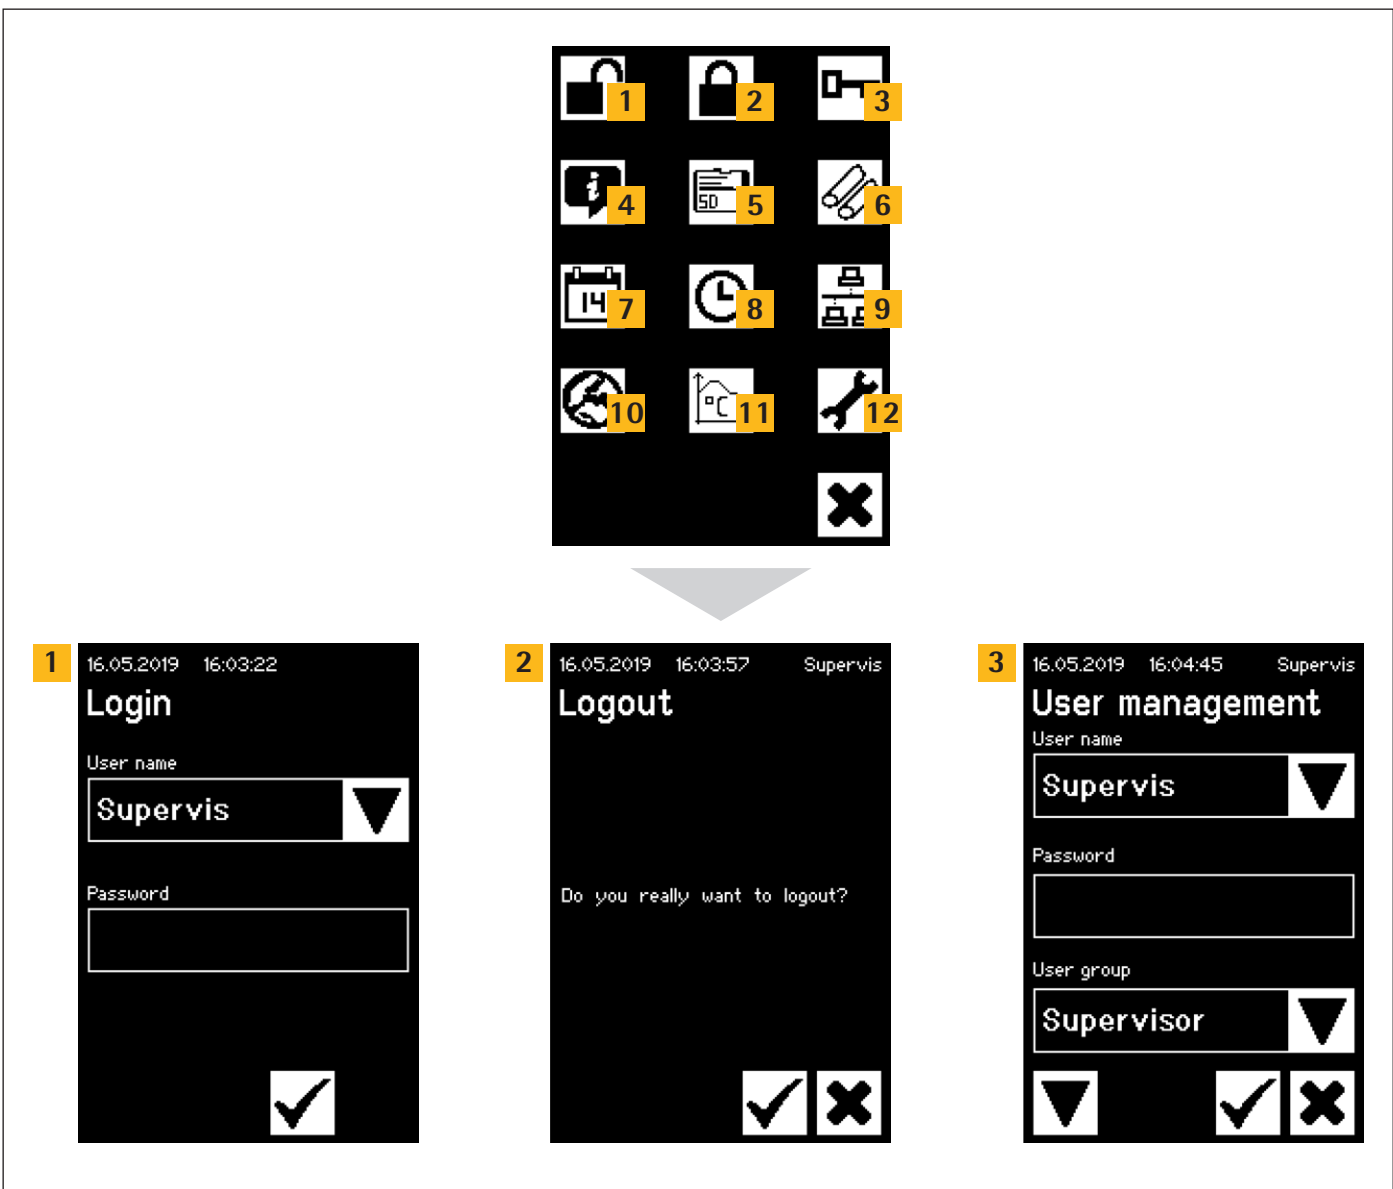 1 2 3
i SD
4 5 6
14
7 8 9
°C
10 11 12
1 16.05.2019 16:03:22
Login
User name
Supervis
Password
2 16.05.2019 16:03:57 Supervis
Logout
Do you really want to logout?
3 16.05.2019 16:04:45 Supervis
User management
User name
Supervis
Password
User group
Supervisor